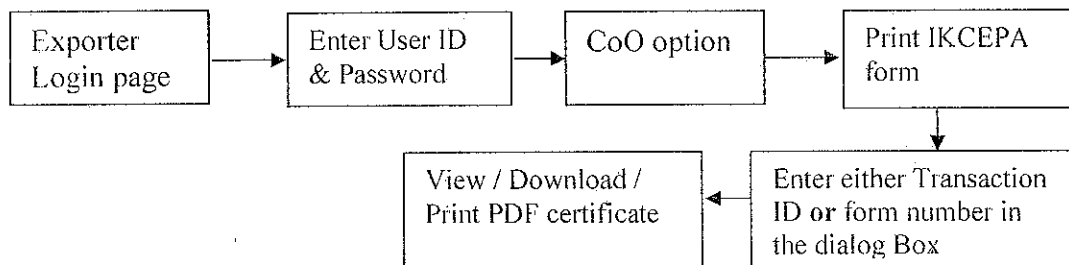 Exporter
Login page
Enter User ID
& Password
CoO option
Print IKCEPA
form
Enter either Transaction
ID or form number in
the dialog Box
View / Download /
Print PDF certificate